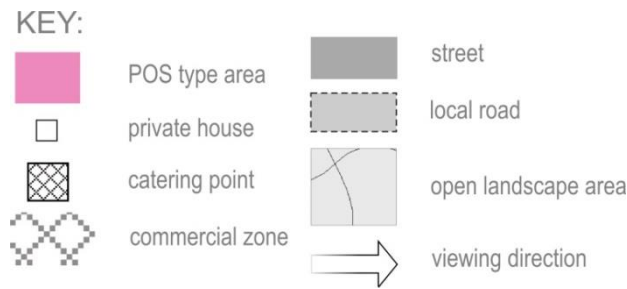 KEY:
POS type area
private house
catering point
commercial zone
street
local road
open landscape area
viewing direction